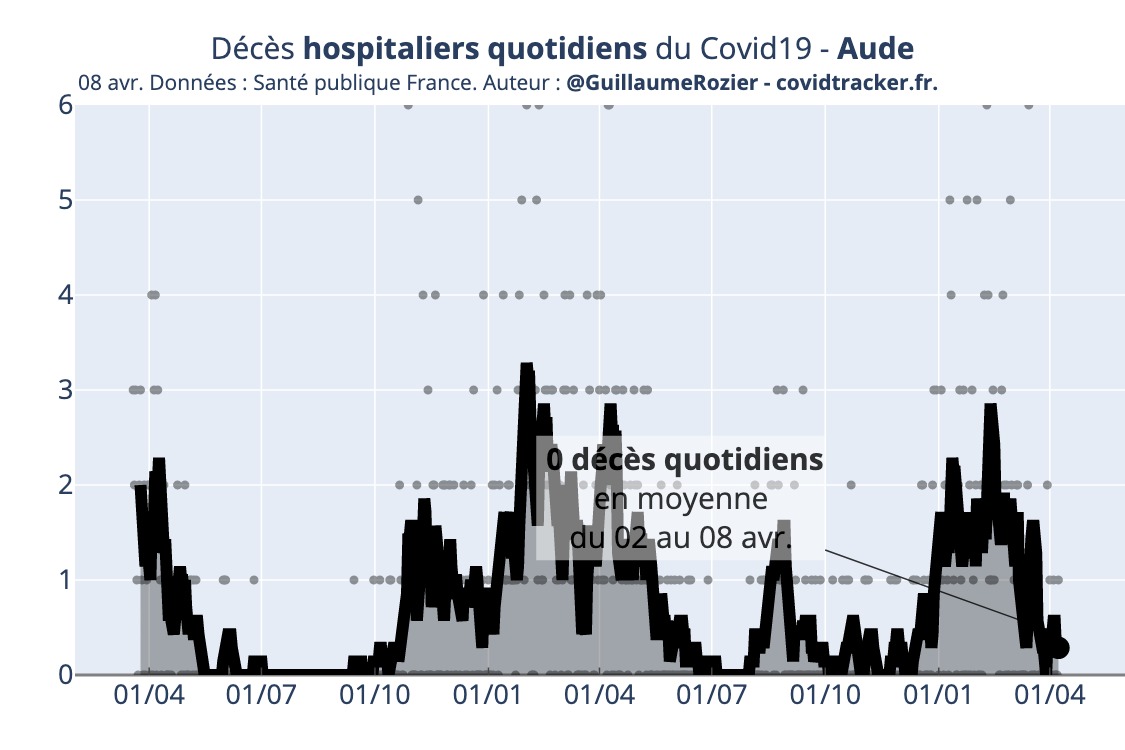 Décès hospitaliers quotidiens du Covid19 - Aude
08 avr. Données : Santé publique France. Auteur : @GuillaumeRozier - covidtracker.fr.
6
5
4
3
2
1
0
0 décès quotidiens
en moyenne
du 02 au 08 avr.
01/04 01/07 01/10 01/01 01/04 01/07 01/10 01/01 01/04